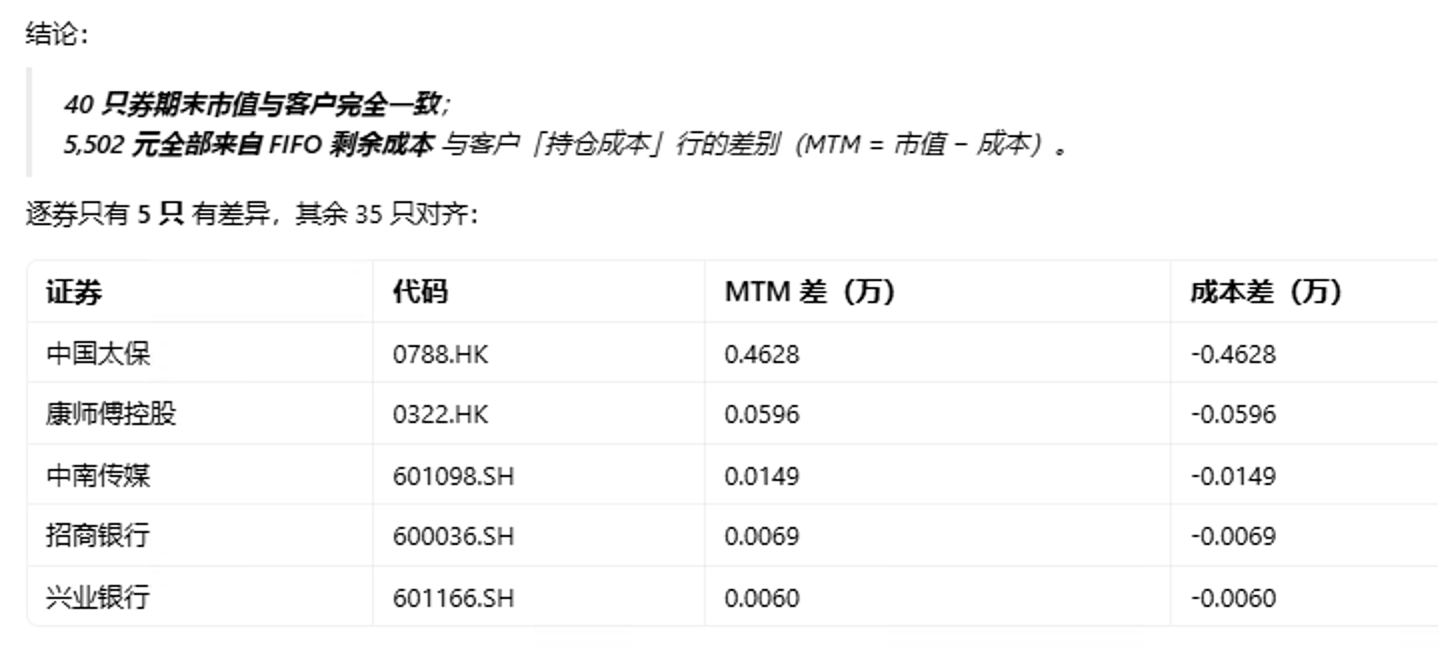 结论：
40 只券期末市值与客户完全一致；
5,502 元全部来自 FIFO 剩余成本 与客户「持仓成本」行的差别（MTM = 市值 − 成本）。
逐券只有 5 只 有差异，其余 35 只对齐：
证券 代码 MTM 差（万） 成本差（万）
中国太保 0788.HK 0.4628 -0.4628
康师傅控股 0322.HK 0.0596 -0.0596
中南传媒 601098.SH 0.0149 -0.0149
招商银行 600036.SH 0.0069 -0.0069
兴业银行 601166.SH 0.0060 -0.0060